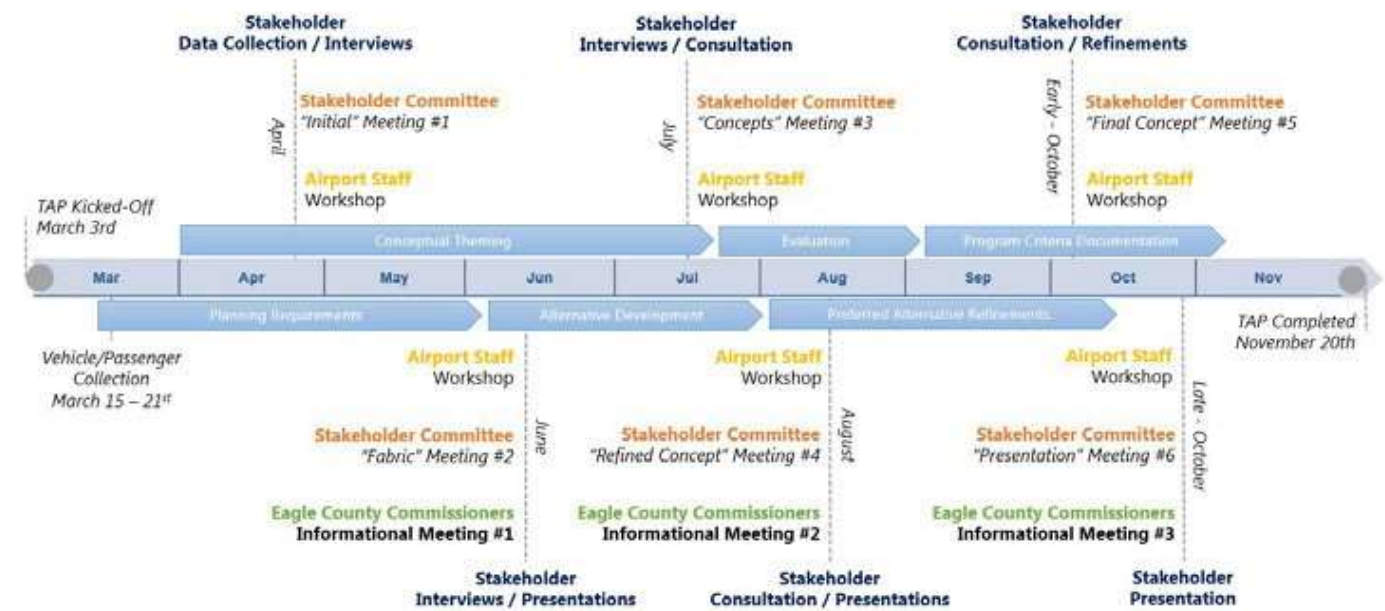 Stakeholder
Data Collection / Interviews
Stakeholder
Interviews / Consultation
Stakeholder
Consultation / Refinements
April
Stakeholder Committee
"Initial" Meeting #1
Airport Staff
Workshop
July
Stakeholder Committee
"Concepts" Meeting #3
Airport Staff
Workshop
Early - October
Stakeholder Committee
"Final Concept" Meeting #5
Airport Staff
Workshop
TAP Kicked-Off
March 3rd
Conceptual Theming
Evaluation
Program Criteria Documentation
Mar
Apr
May
Jun
Jul
Aug
Sep
Oct
Nov
Planning Requirements
Alternative Development
Preferred Alternative Refinements
TAP Completed
November 20th
Vehicle/Passenger
Collection
March 15 – 21st
Airport Staff
Workshop
Stakeholder Committee
"Fabric" Meeting #2
Eagle County Commissioners
Informational Meeting #1
June
Stakeholder
Interviews / Presentations
Airport Staff
Workshop
Stakeholder Committee
"Refined Concept" Meeting #4
Eagle County Commissioners
Informational Meeting #2
August
Stakeholder
Consultation / Presentations
Airport Staff
Workshop
Stakeholder Committee
"Presentation" Meeting #6
Eagle County Commissioners
Informational Meeting #3
Late - October
Stakeholder
Presentation